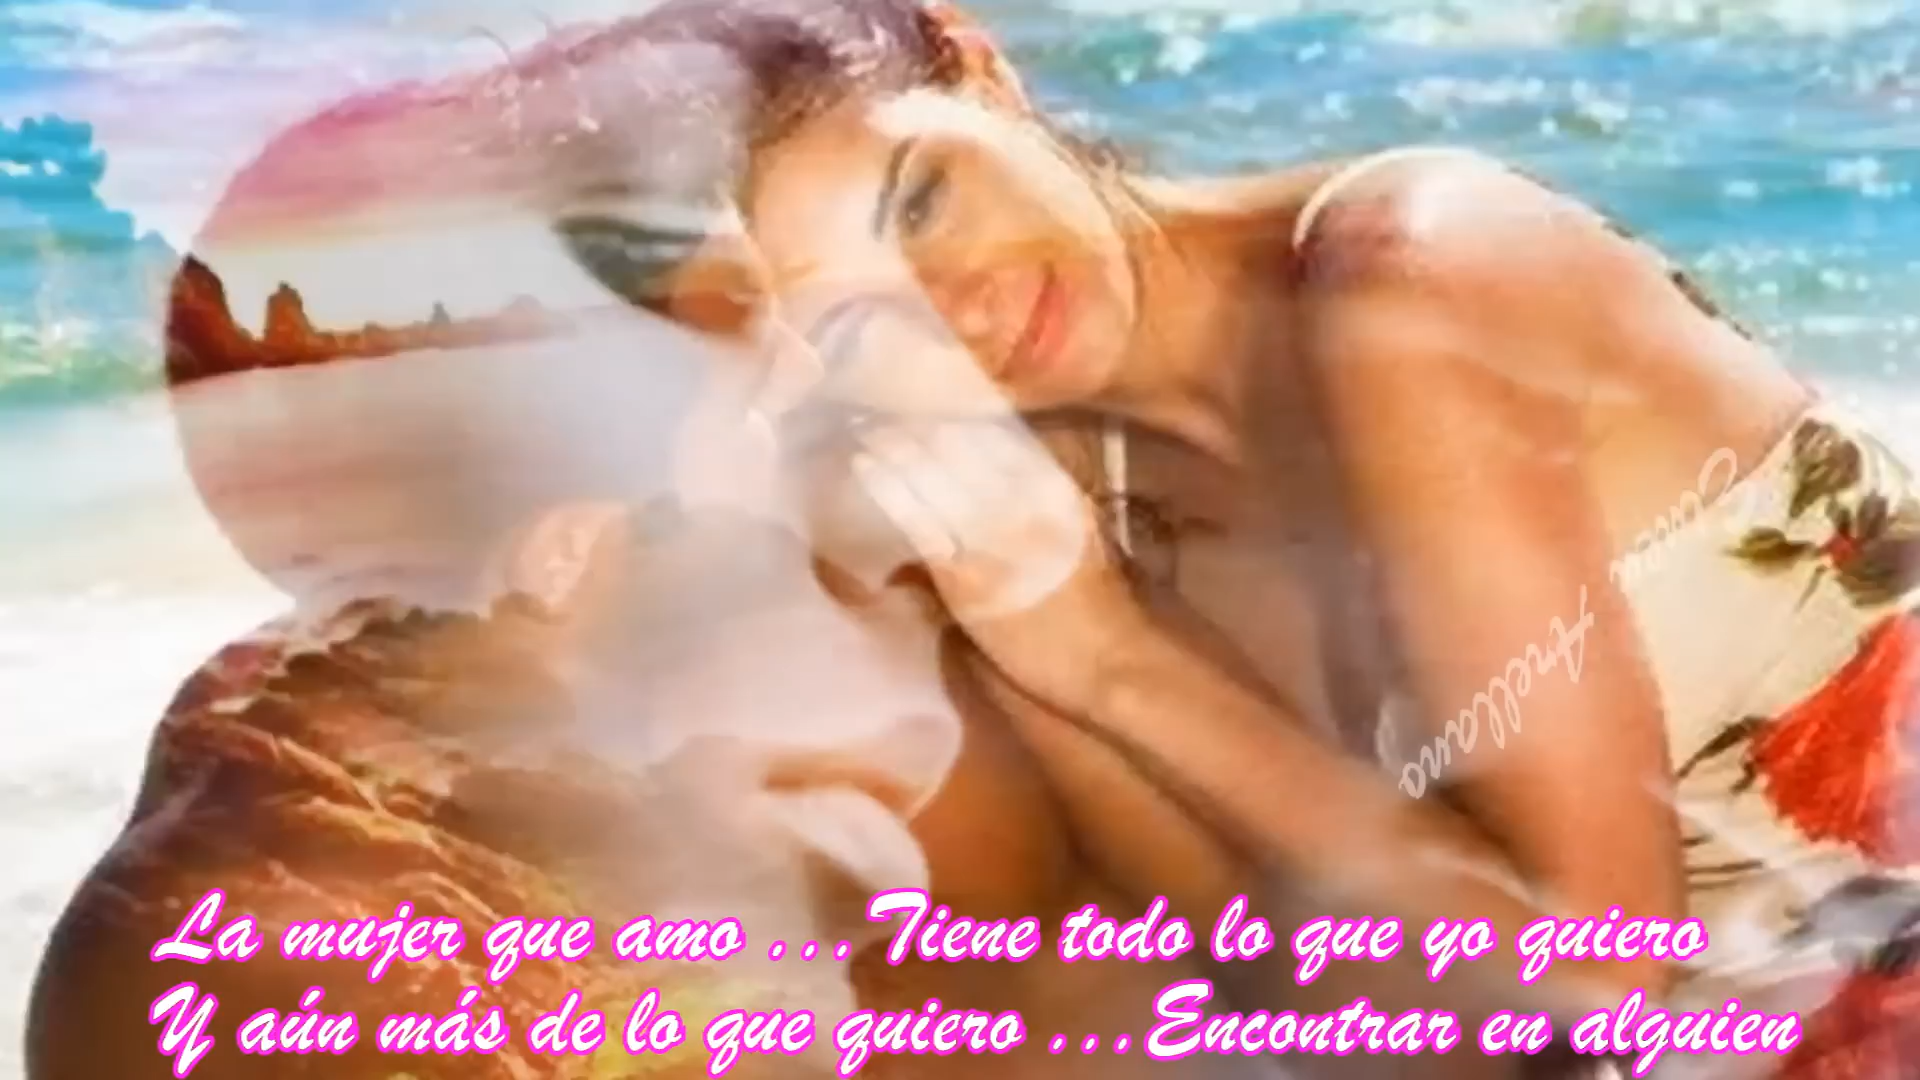 La mujer que amo ... Tiene todo lo que yo quiero
Y aún más de lo que quiero ...Encontrar en alguien
Arellano